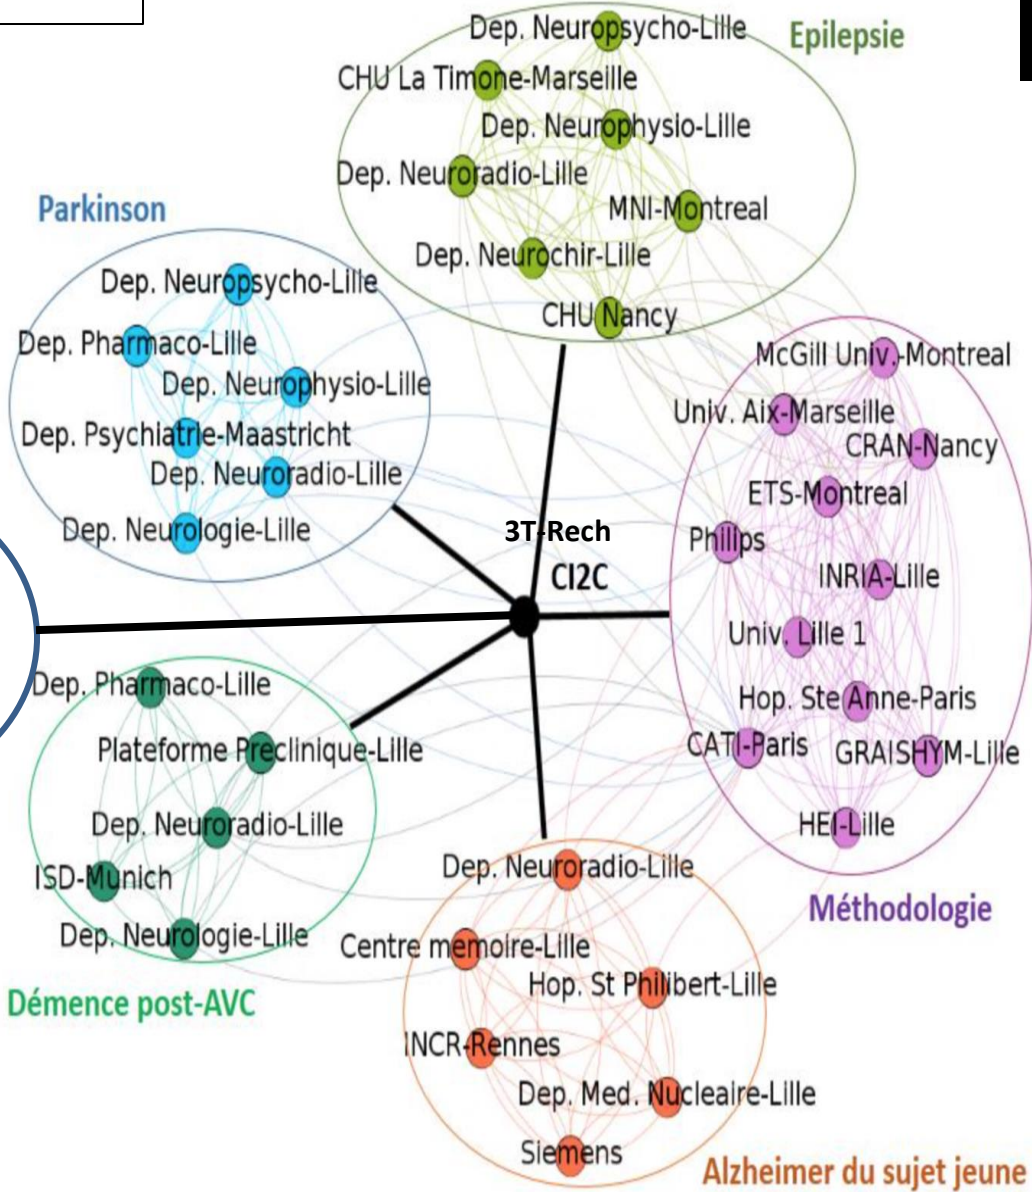 Epilepsie
Dep. Neuropsycho-Lille
CHU La Timone-Marseille
Dep. Neurophysio-Lille
Dep. Neuroradio-Lille
MNI-Montreal
Dep. Neurochir-Lille
CHU Nancy
Parkinson
Dep. Neuropsycho-Lille
Dep. Pharmaco-Lille
Dep. Neurophysio-Lille
Dep. Psychiatrie-Maastricht
Dep. Neuroradio-Lille
Dep. Neurologie-Lille
3T-Rech
CI2C
McGill Univ.-Montreal
Univ. Aix-Marseille
CRAN-Nancy
ETS-Montreal
Philips
INRIA-Lille
Univ. Lille 1
Hop. Ste Anne-Paris
CATI-Paris
GRAISHYM-Lille
HEI-Lille
Méthodologie
Dep. Pharmaco-Lille
Plateforme Preclinique-Lille
Dep. Neuroradio-Lille
ISD-Munich
Dep. Neurologie-Lille
Démence post-AVC
Dep. Neuroradio-Lille
Centre memoire-Lille
Hop. St Philibert-Lille
INCR-Rennes
Dep. Med. Nucleaire-Lille
Siemens
Alzheimer du sujet jeune